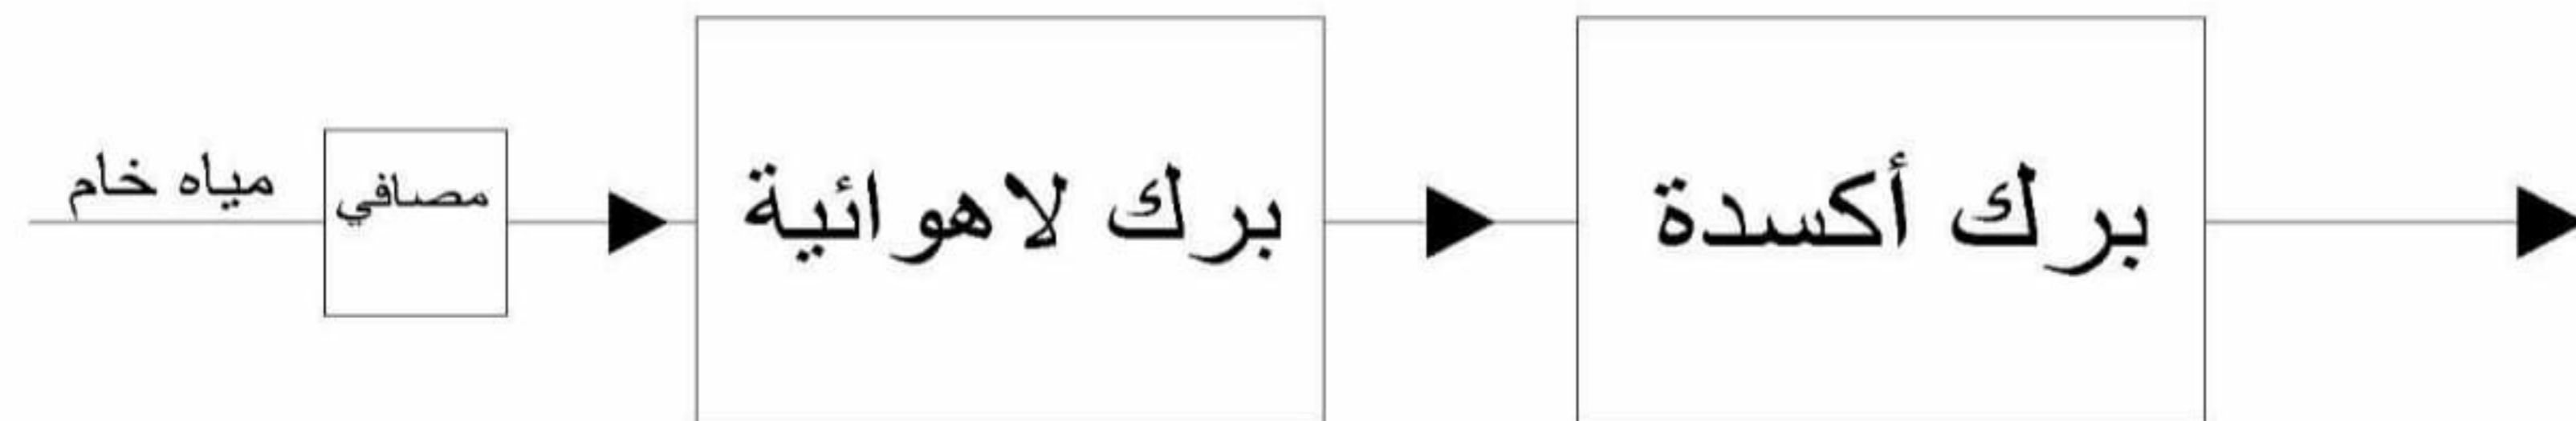 مياه خام
مصافي
برك لاهوائية
برك أكسدة